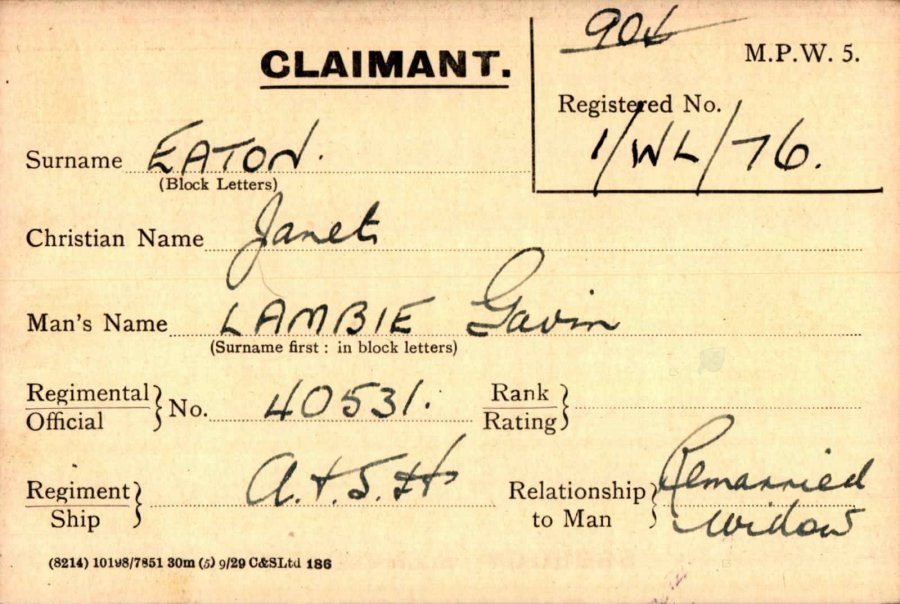 CLAIMANT.
M.P.W. 5.
Registered No.
1/WL/76.
Surname EATON.
(Block Letters)
Christian Name Janet
Man's Name LAMBIE Gavin
(Surname first : in block letters)
Regimental
Official
No. 40531.
Rank
Rating
Regiment
Ship
A. & S. H
Relationship
to Man
Remarried
Widow
(8214) 10198/7851 30m (5) 9/29 C&SLtd 186